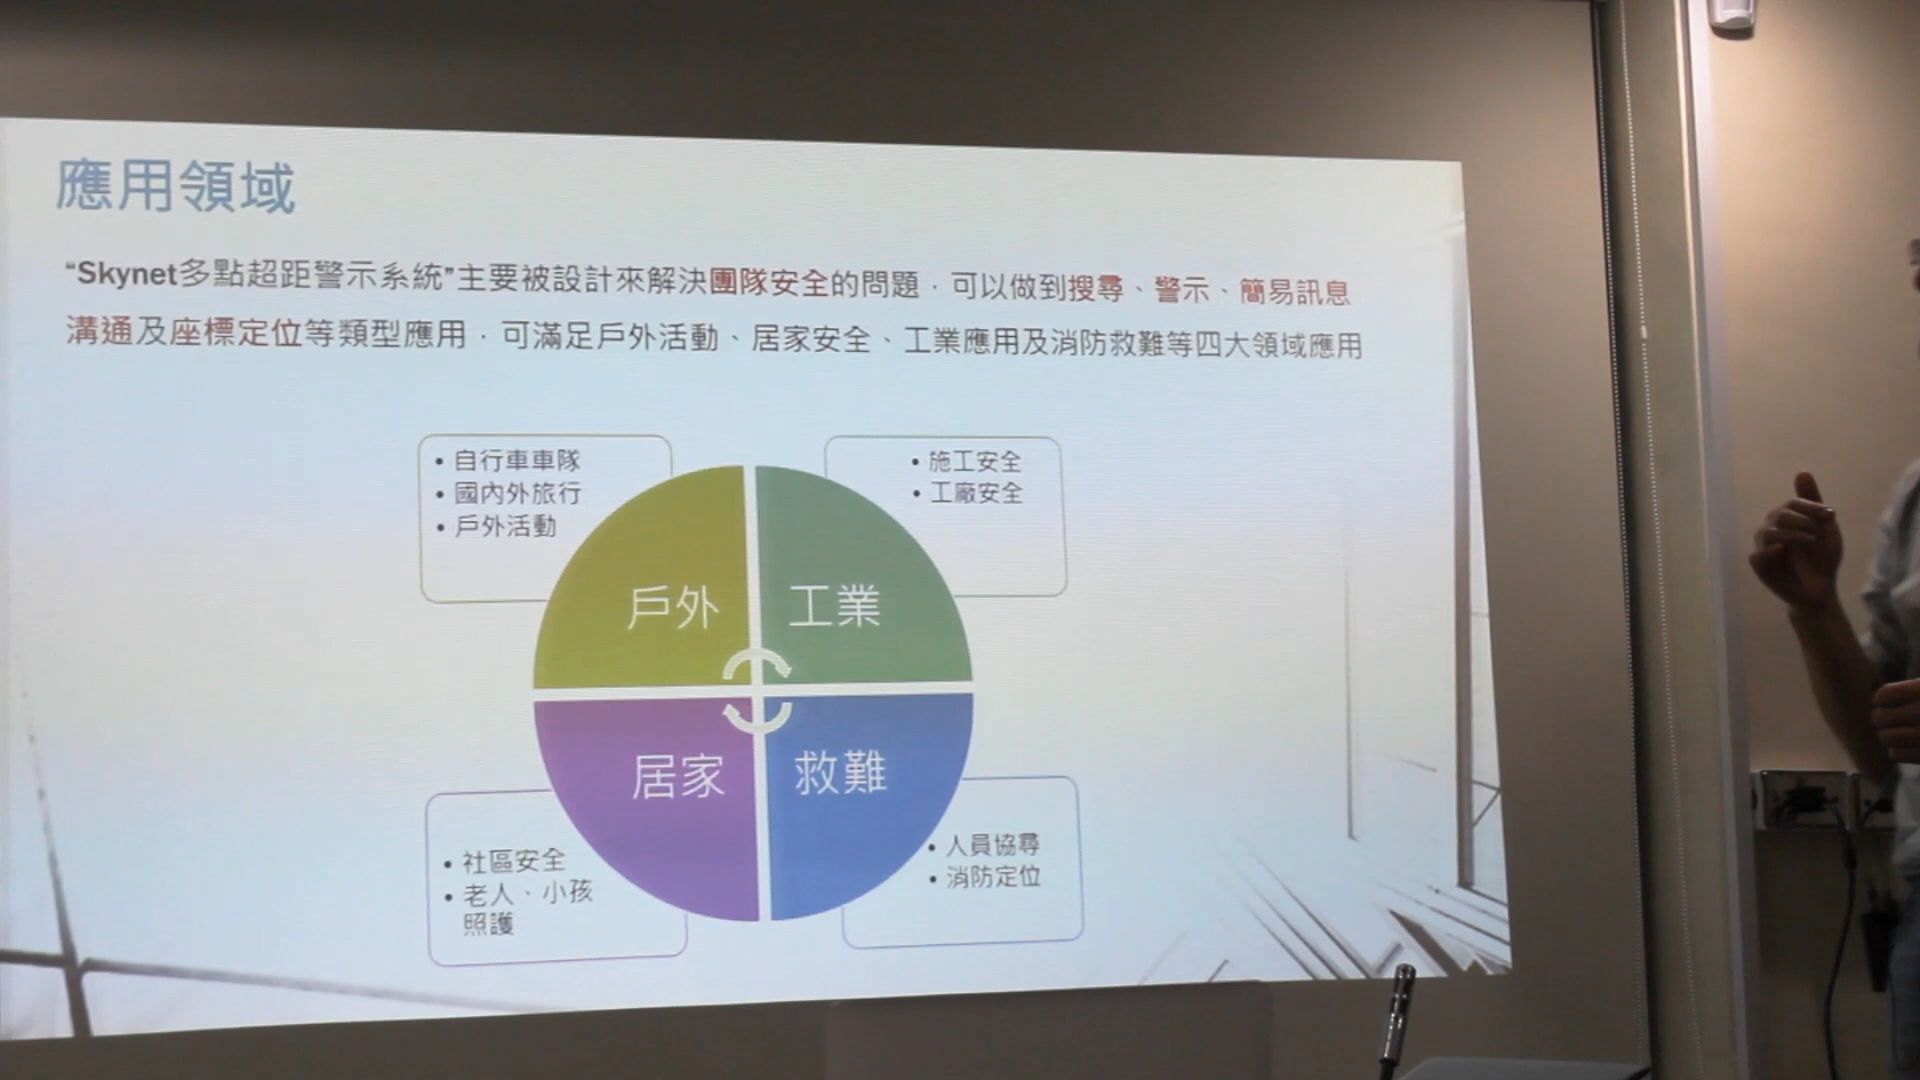 應用領域
“Skynet多點超距警示系統”主要被設計來解決團隊安全的問題，可以做到搜尋、警示、簡易訊息
溝通及座標定位等類型應用，可滿足戶外活動、居家安全、工業應用及消防救難等四大領域應用
• 自行車車隊
• 國內外旅行
• 戶外活動
• 施工安全
• 工廠安全
戶外
工業
居家
救難
• 社區安全
• 老人、小孩
照護
• 人員協尋
• 消防定位